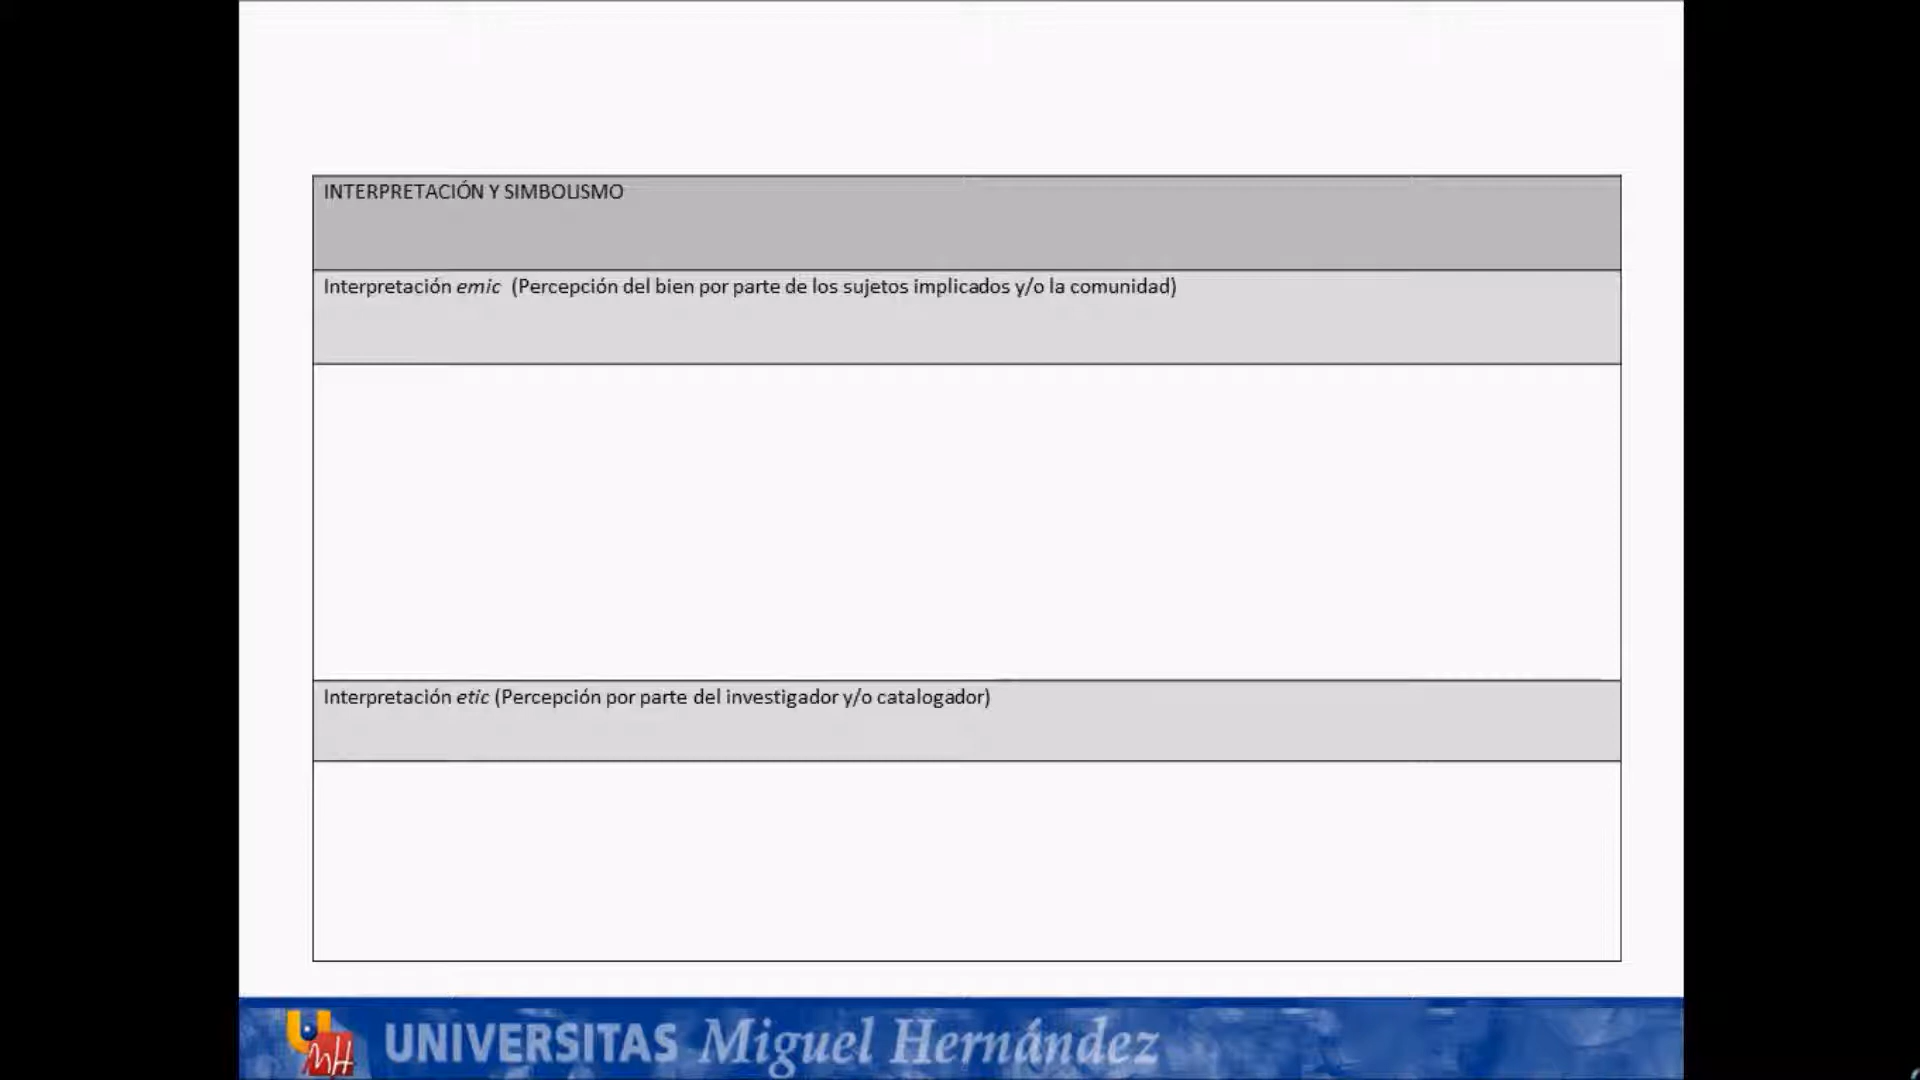 INTERPRETACIÓN Y SIMBOLISMO
Interpretación emic (Percepción del bien por parte de los sujetos implicados y/o la comunidad)
Interpretación etic (Percepción por parte del investigador y/o catalogador)
UMH UNIVERSITAS Miguel Hernández